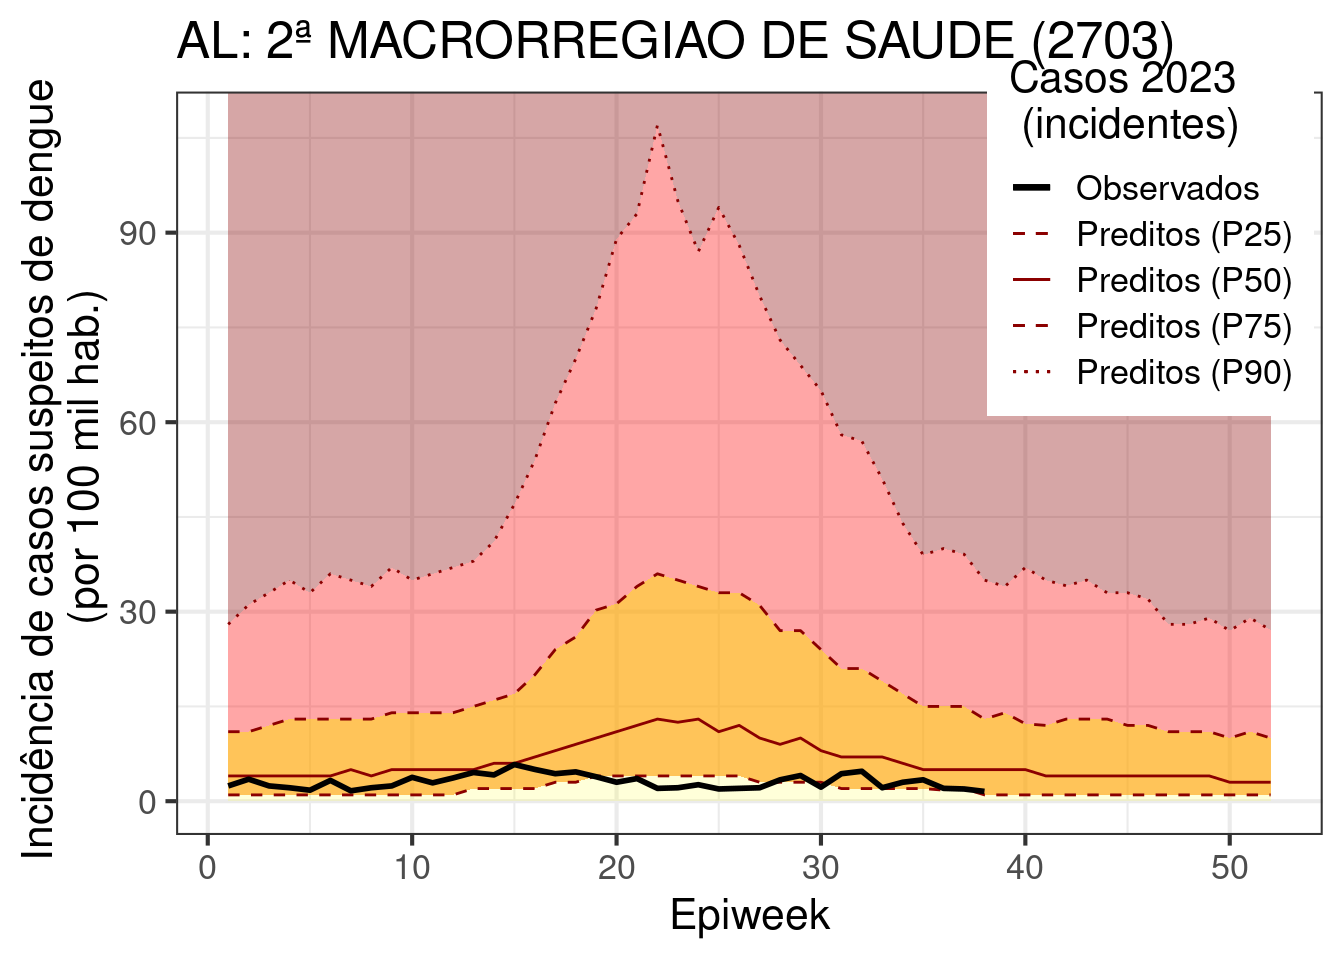 AL: 2ª MACRORREGIAO DE SAUDE (2703)
Casos 2023
(incidentes)
Observados
Preditos (P25)
Preditos (P50)
Preditos (P75)
Preditos (P90)
Incidência de casos suspeitos de dengue
(por 100 mil hab.)
90
60
30
0
0 10 20 30 40 50
Epiweek